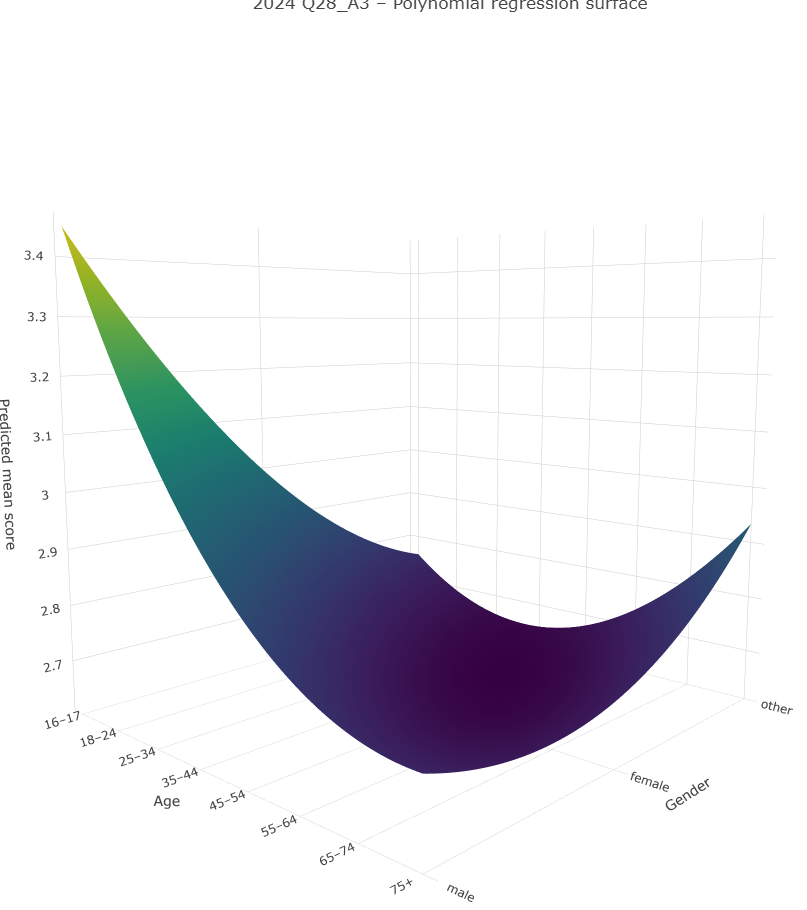 2024 Q28_A3 – Polynomial regression surface
3.4
3.3
3.2
3.1
3
2.9
2.8
2.7
Predicted mean score
16–17
18–24
25–34
35–44
45–54
55–64
65–74
75+
Age
male
female
other
Gender